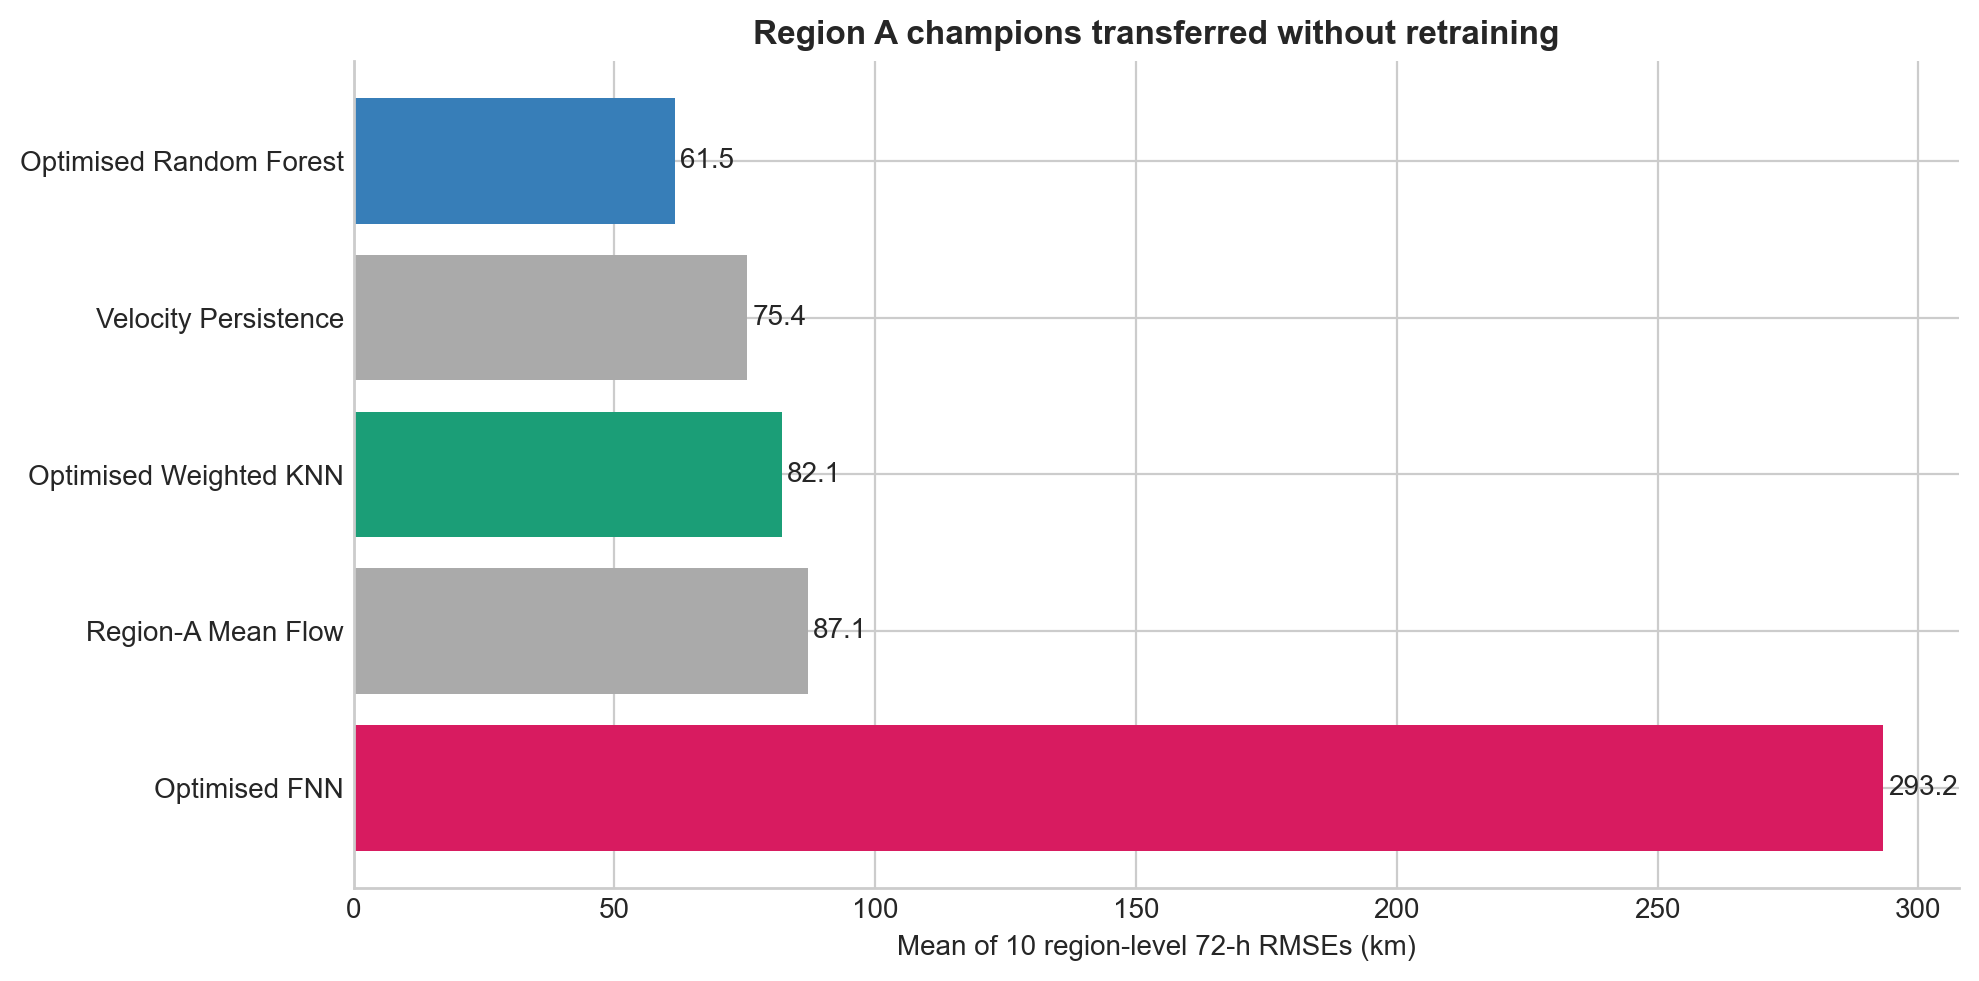 Region A champions transferred without retraining
Optimised Random Forest
61.5
Velocity Persistence
75.4
Optimised Weighted KNN
82.1
Region-A Mean Flow
87.1
Optimised FNN
293.2
0 50 100 150 200 250 300
Mean of 10 region-level 72-h RMSEs (km)